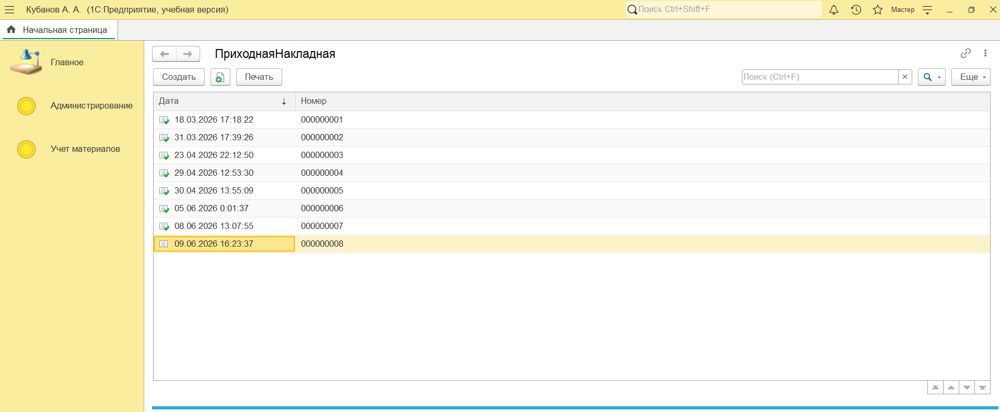 Кубанов А. А. (1С:Предприятие, учебная версия)
Поиск Ctrl+Shift+F
Мастер
Начальная страница
Главное
Администрирование
Учет материалов
ПриходнаяНакладная
Создать
Печать
Поиск (Ctrl+F)
Еще
Дата Номер
18.03.2026 17:18:22 000000001
31.03.2026 17:39:26 000000002
23.04.2026 22:12:50 000000003
29.04.2026 12:53:30 000000004
30.04.2026 13:55:09 000000005
05.06.2026 0:01:37 000000006
08.06.2026 13:07:55 000000007
09.06.2026 16:23:37 000000008